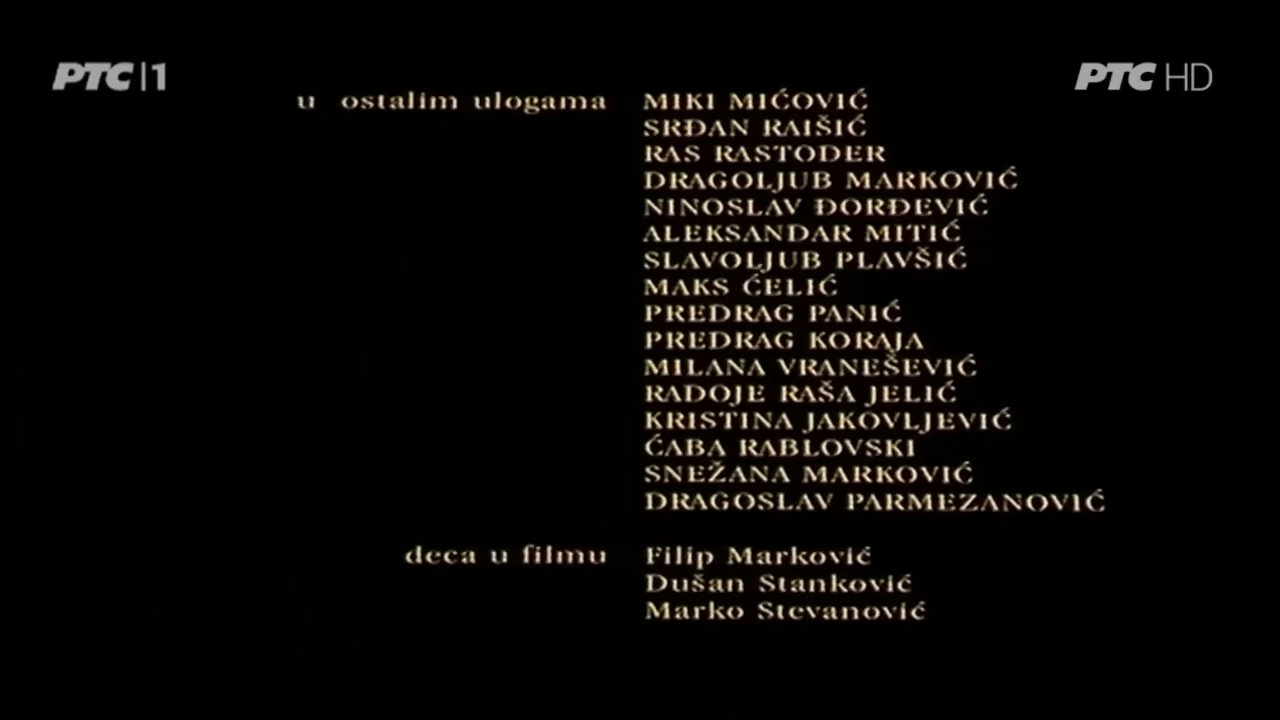 РТС|1
РТС HD
u ostalim ulogama MIKI MIĆOVIĆ
SRĐAN RAIŠIĆ
RAS RASTODER
DRAGOLJUB MARKOVIĆ
NINOSLAV ĐORĐEVIĆ
ALEKSANDAR MITIĆ
SLAVOLJUB PLAVŠIĆ
MAKS ĆELIĆ
PREDRAG PANIĆ
PREDRAG KORAJA
MILANA VRANEŠEVIĆ
RADOJE RAŠA JELIĆ
KRISTINA JAKOVLJEVIĆ
ĆABA RABLOVSKI
SNEŽANA MARKOVIĆ
DRAGOSLAV PARMEZANOVIĆ
deca u filmu Filip Marković
Dušan Stanković
Marko Stevanović